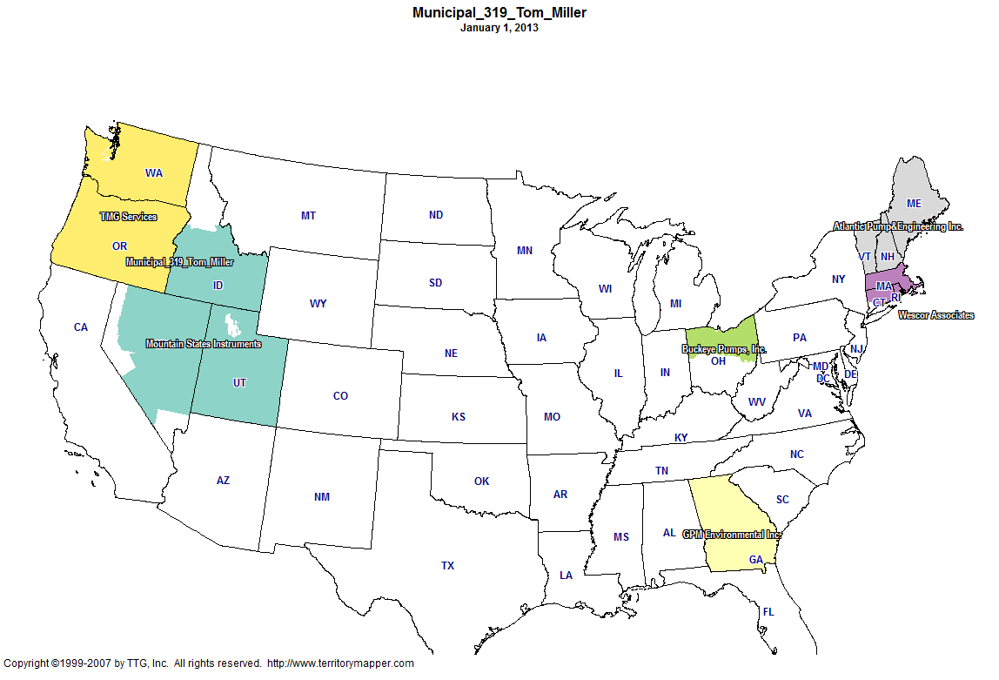 Municipal_319_Tom_Miller
January 1, 2013
WA
ME
MT
ND
TMG Services
Atlantic Pump&Engineering Inc.
OR
MN
VT
NH
Municipal_319_Tom_Miller
ID
SD
NY
MA
WI
RI
CT
WY
MI
Wescor Associates
CA
IA
PA
Mountain States Instruments
Buckeye Pumps, Inc.
NJ
NE
OH
MD
IL
IN
DE
DC
UT
CO
WV
VA
KS
MO
KY
NC
TN
AZ
OK
NM
AR
SC
MS
AL
GPM Environmental Inc.
GA
TX
LA
FL
Copyright ©1999-2007 by TTG, Inc. All rights reserved. http://www.territorymapper.com